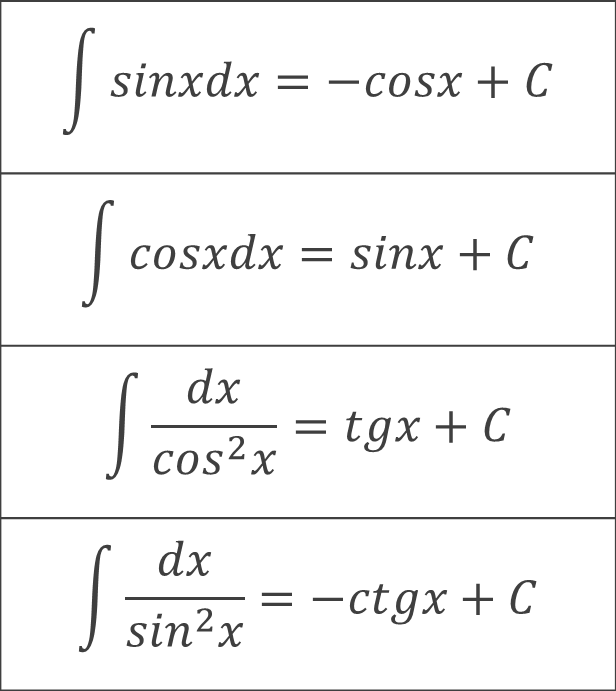 ∫ sinxdx = −cosx + C
∫ cosxdx = sinx + C
∫ dx/cos²x = tgx + C
∫ dx/sin²x = −ctgx + C